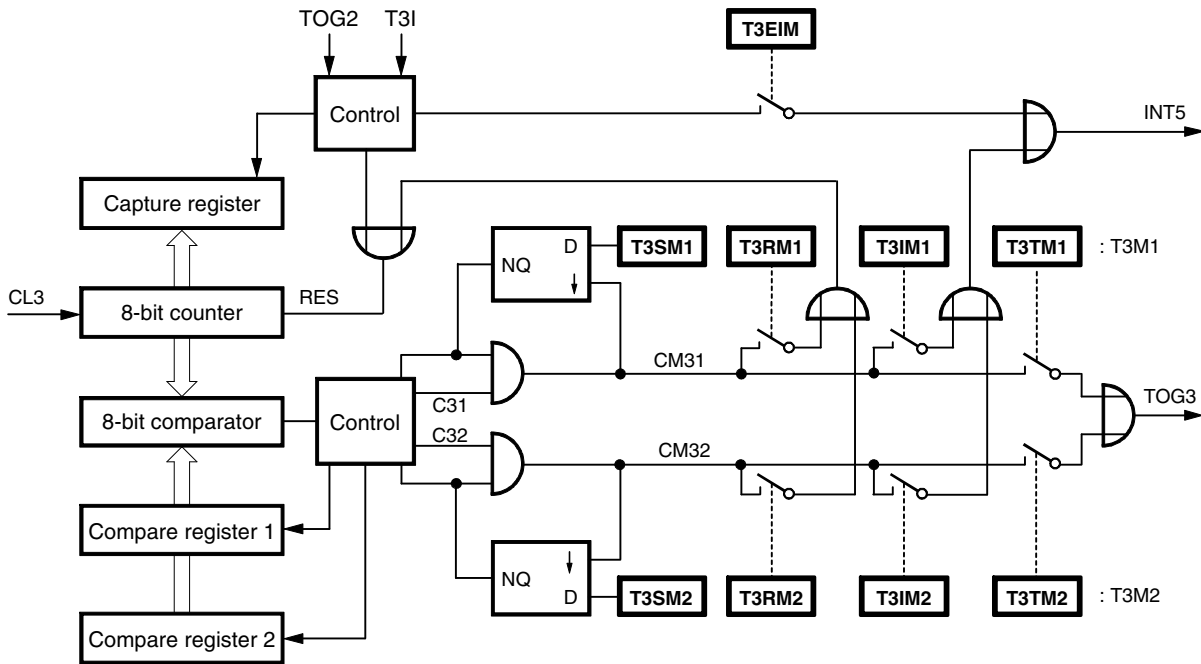 TOG2 T3I
T3EIM
Control
INT5
Capture register
D T3SM1 T3RM1 T3IM1 T3TM1 : T3M1
NQ
CL3 8-bit counter RES
CM31
C31
8-bit comparator Control TOG3
C32
CM32
Compare register 1
NQ
D T3SM2 T3RM2 T3IM2 T3TM2 : T3M2
Compare register 2